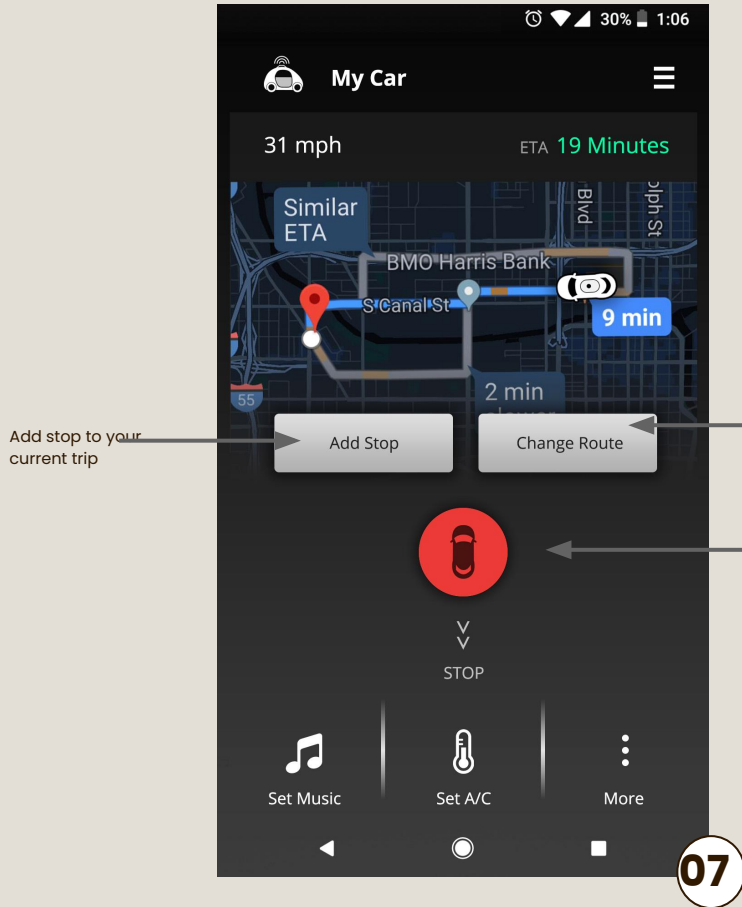 30% 1:06
My Car
31 mph
ETA 19 Minutes
Similar
ETA
Blvd
olph St
BMO Harris Bank
S Canal St
9 min
55
2 min
Add stop to your
current trip
Add Stop
Change Route
STOP
Set Music
Set A/C
More
07